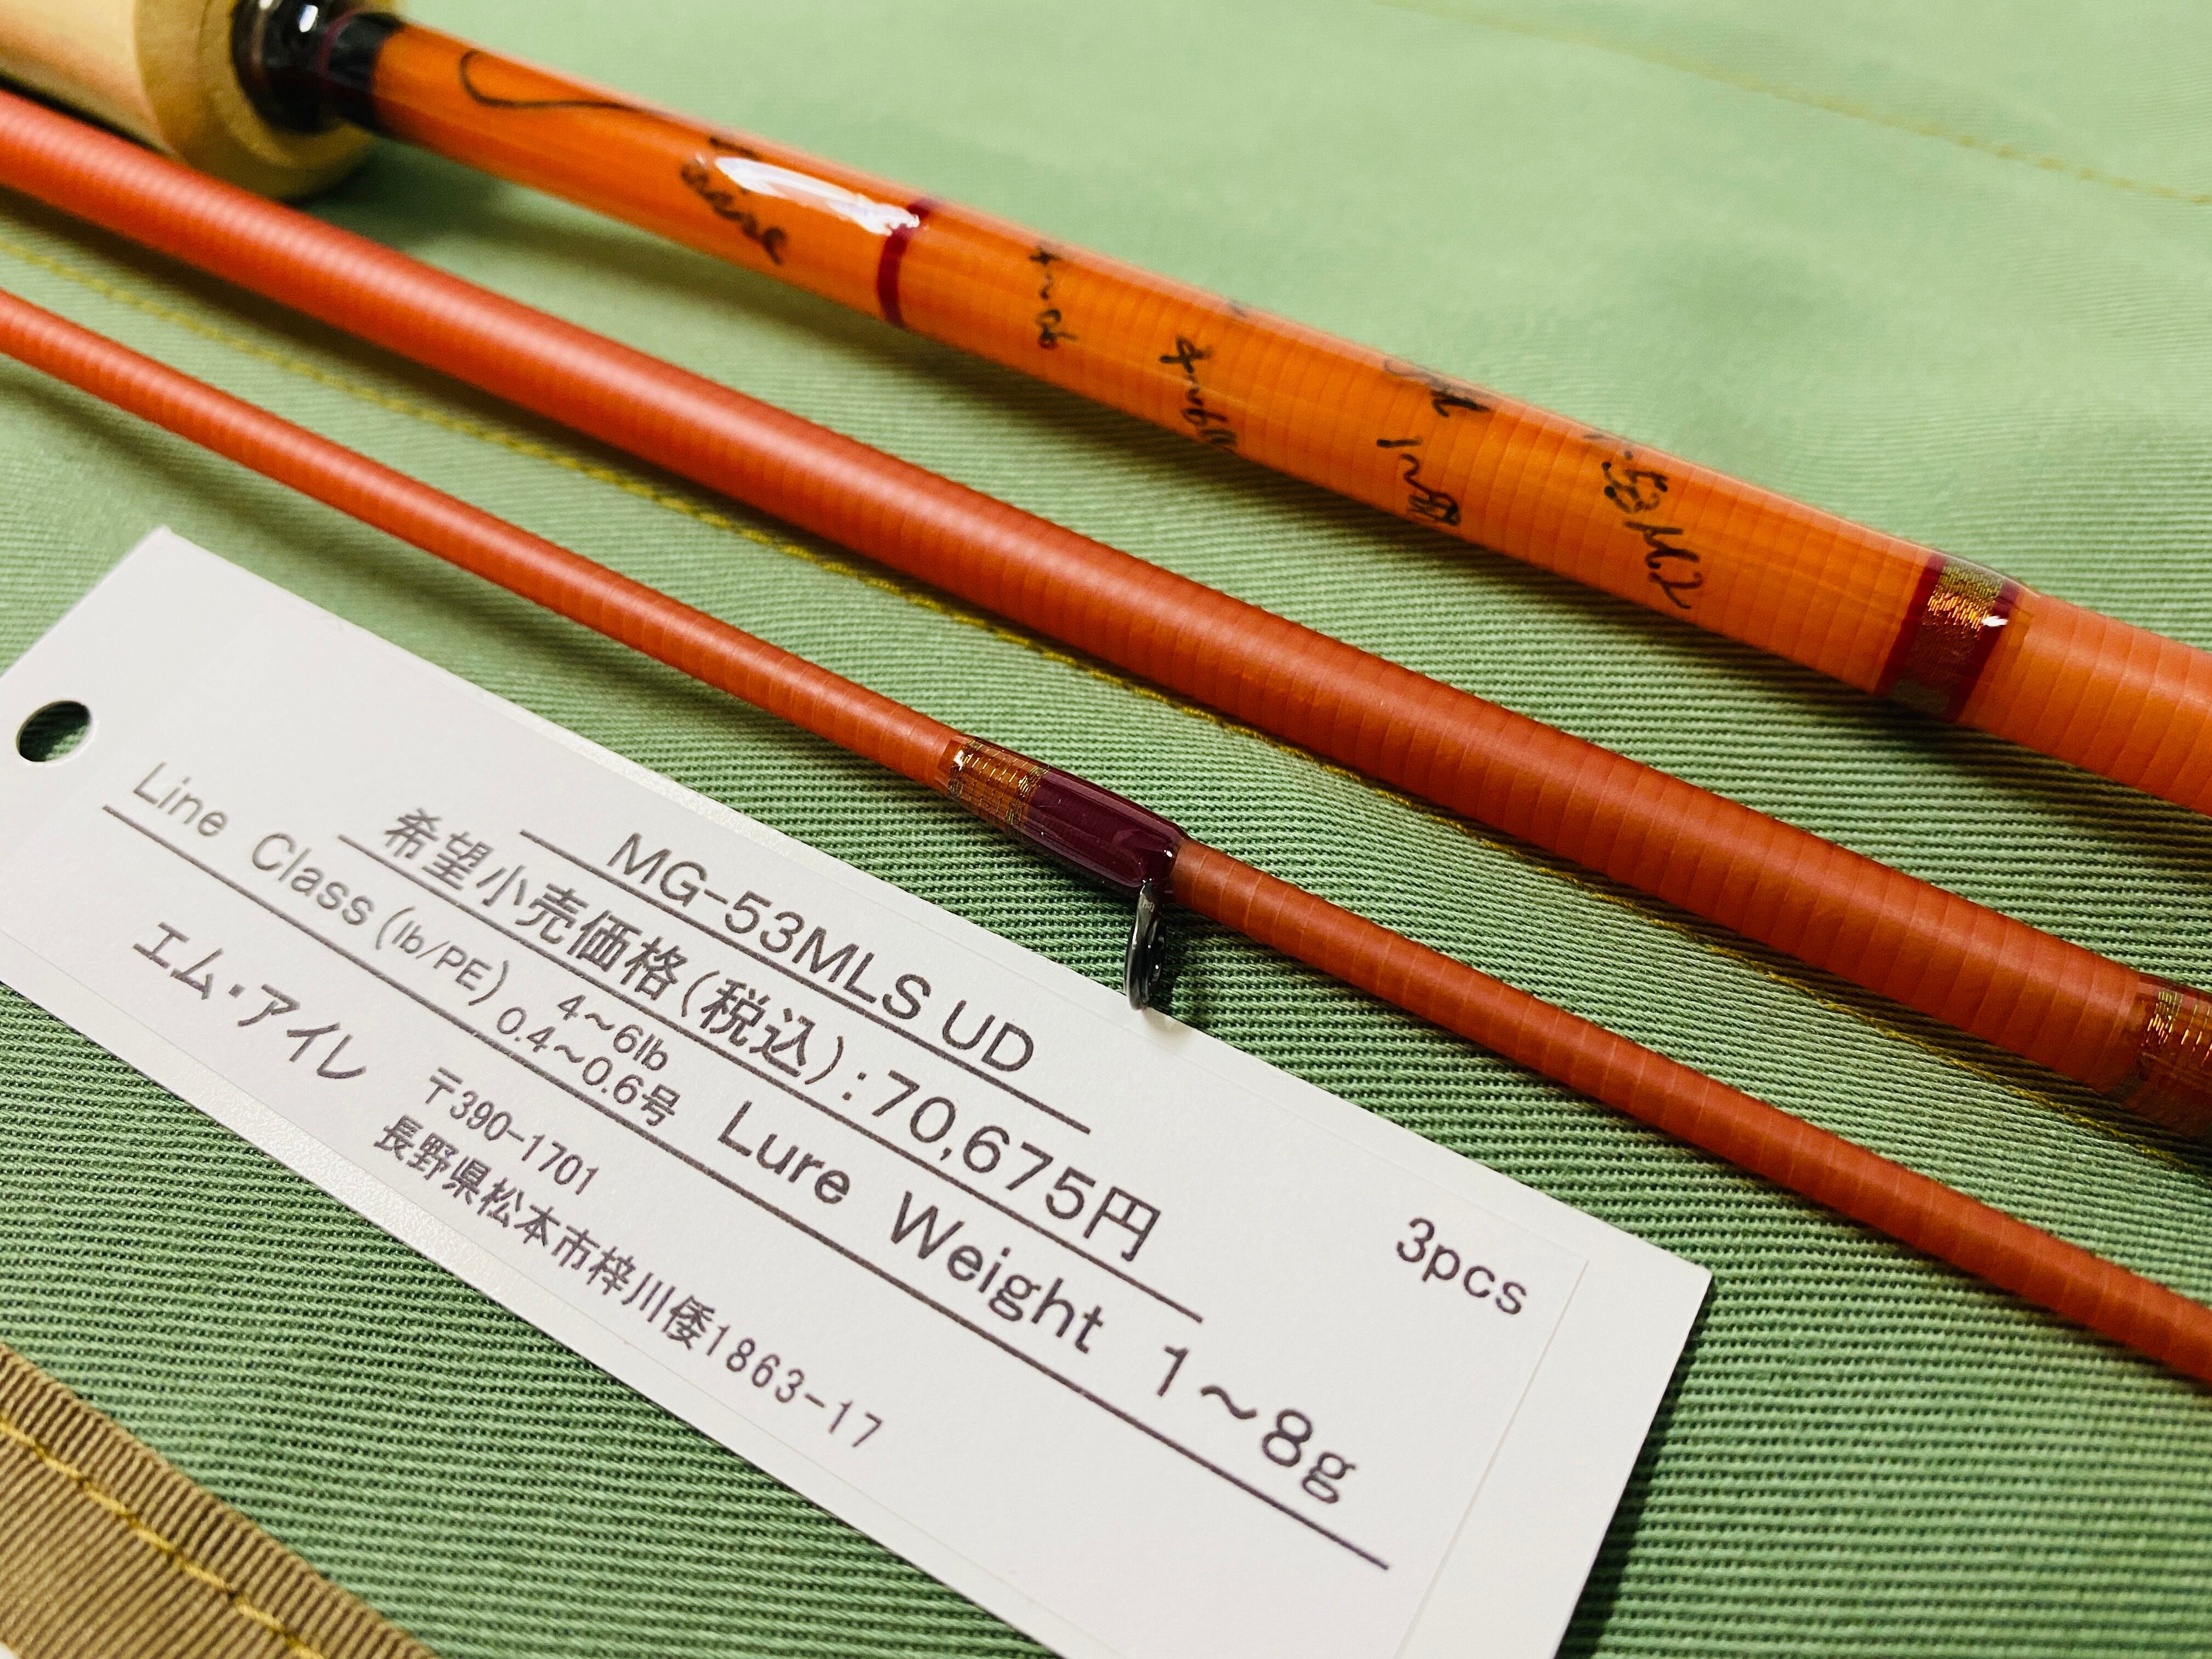 MG-53MLS UD
3pcs
希望小売価格(税込):70,675円
Line Class(lb/PE) 4～6lb 0.4～0.6号 Lure Weight 1～8g
エム・アイレ
〒390-1701
長野県松本市梓川倭1863-17